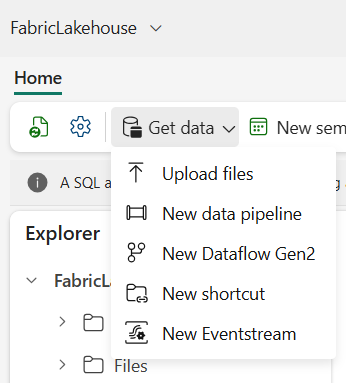 FabricLakehouse
Home
Get data
New sem
Upload files
New data pipeline
New Dataflow Gen2
New shortcut
New Eventstream
A SQL a
Explorer
FabricLa
Files